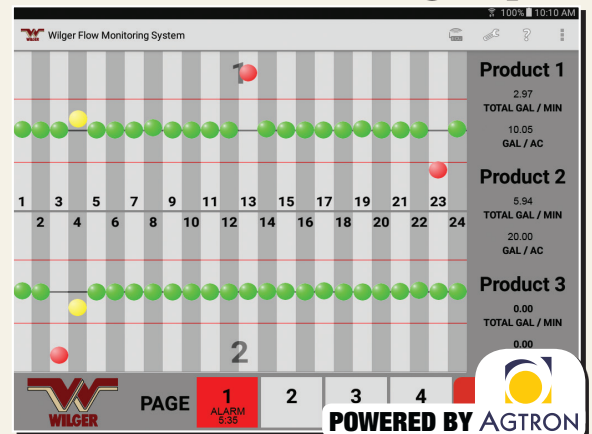 100% 10:10 AM
WILGER Wilger Flow Monitoring System
1
Product 1
2.97
TOTAL GAL / MIN
10.05
GAL / AC
Product 2
5.94
TOTAL GAL / MIN
20.00
GAL / AC
1 3 5 7 9 11 13 15 17 19 21 23
2 4 6 8 10 12 14 16 18 20 22 24
Product 3
0.00
TOTAL GAL / MIN
0.00
2
WILGER
PAGE
1
ALARM
5:35
2
3
4
POWERED BY AGTRON